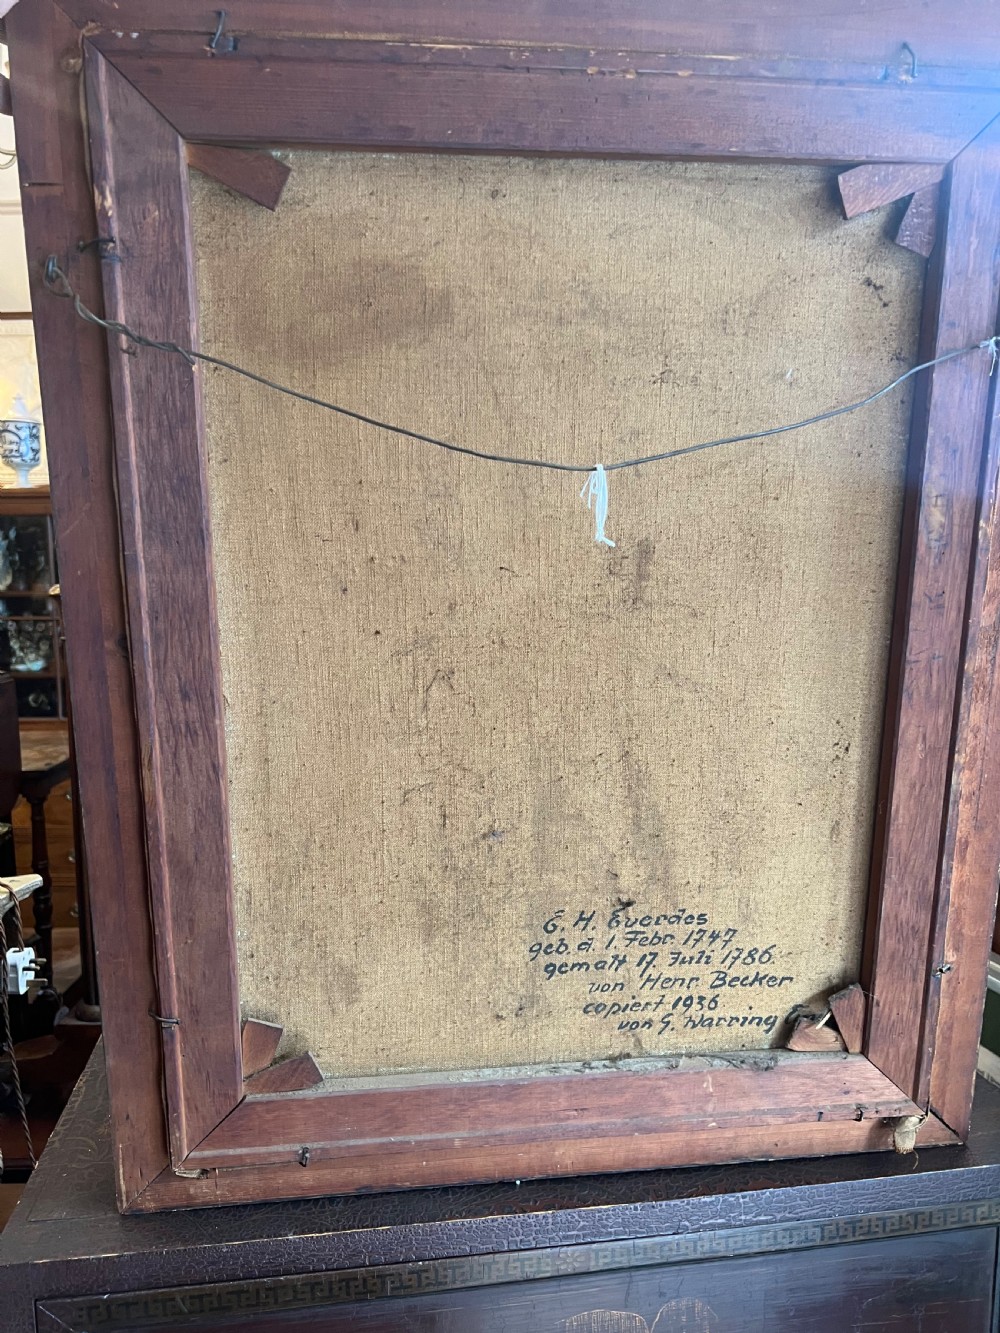 E. H. Everdes
geb. d. 1. Febr. 1747
gemalt 17. Juli 1786
von Henr. Becker
copiert 1936
von G. Warring